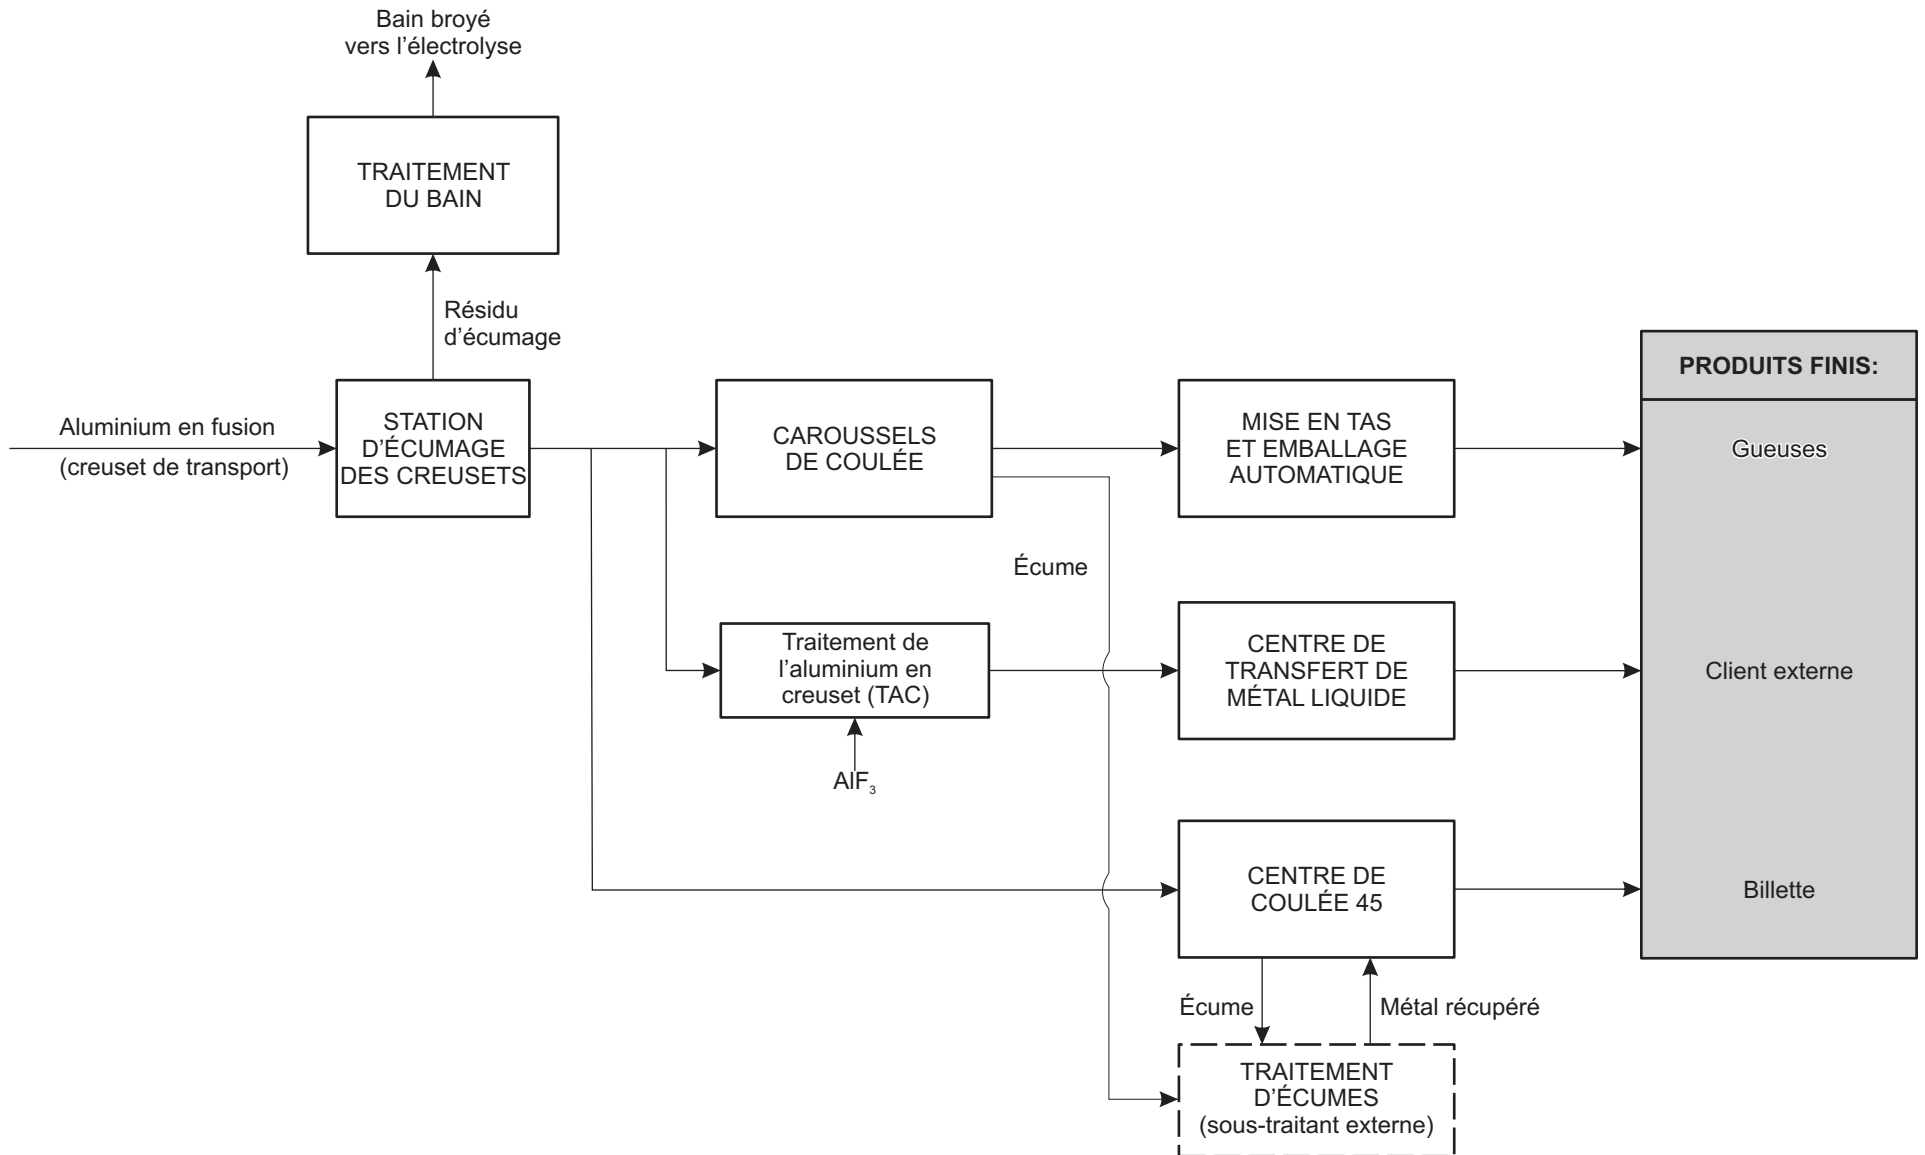 Bain broyé
vers l’électrolyse
TRAITEMENT
DU BAIN
Résidu
d’écumage
Aluminium en fusion
(creuset de transport)
STATION
D’ÉCUMAGE
DES CREUSETS
CAROUSSELS
DE COULÉE
MISE EN TAS
ET EMBALLAGE
AUTOMATIQUE
PRODUITS FINIS:
Gueuses
Écume
Traitement de
l’aluminium en
creuset (TAC)
AlF₃
CENTRE DE
TRANSFERT DE
MÉTAL LIQUIDE
Client externe
CENTRE DE
COULÉE 45
Billette
Écume
Métal récupéré
TRAITEMENT
D’ÉCUMES
(sous-traitant externe)